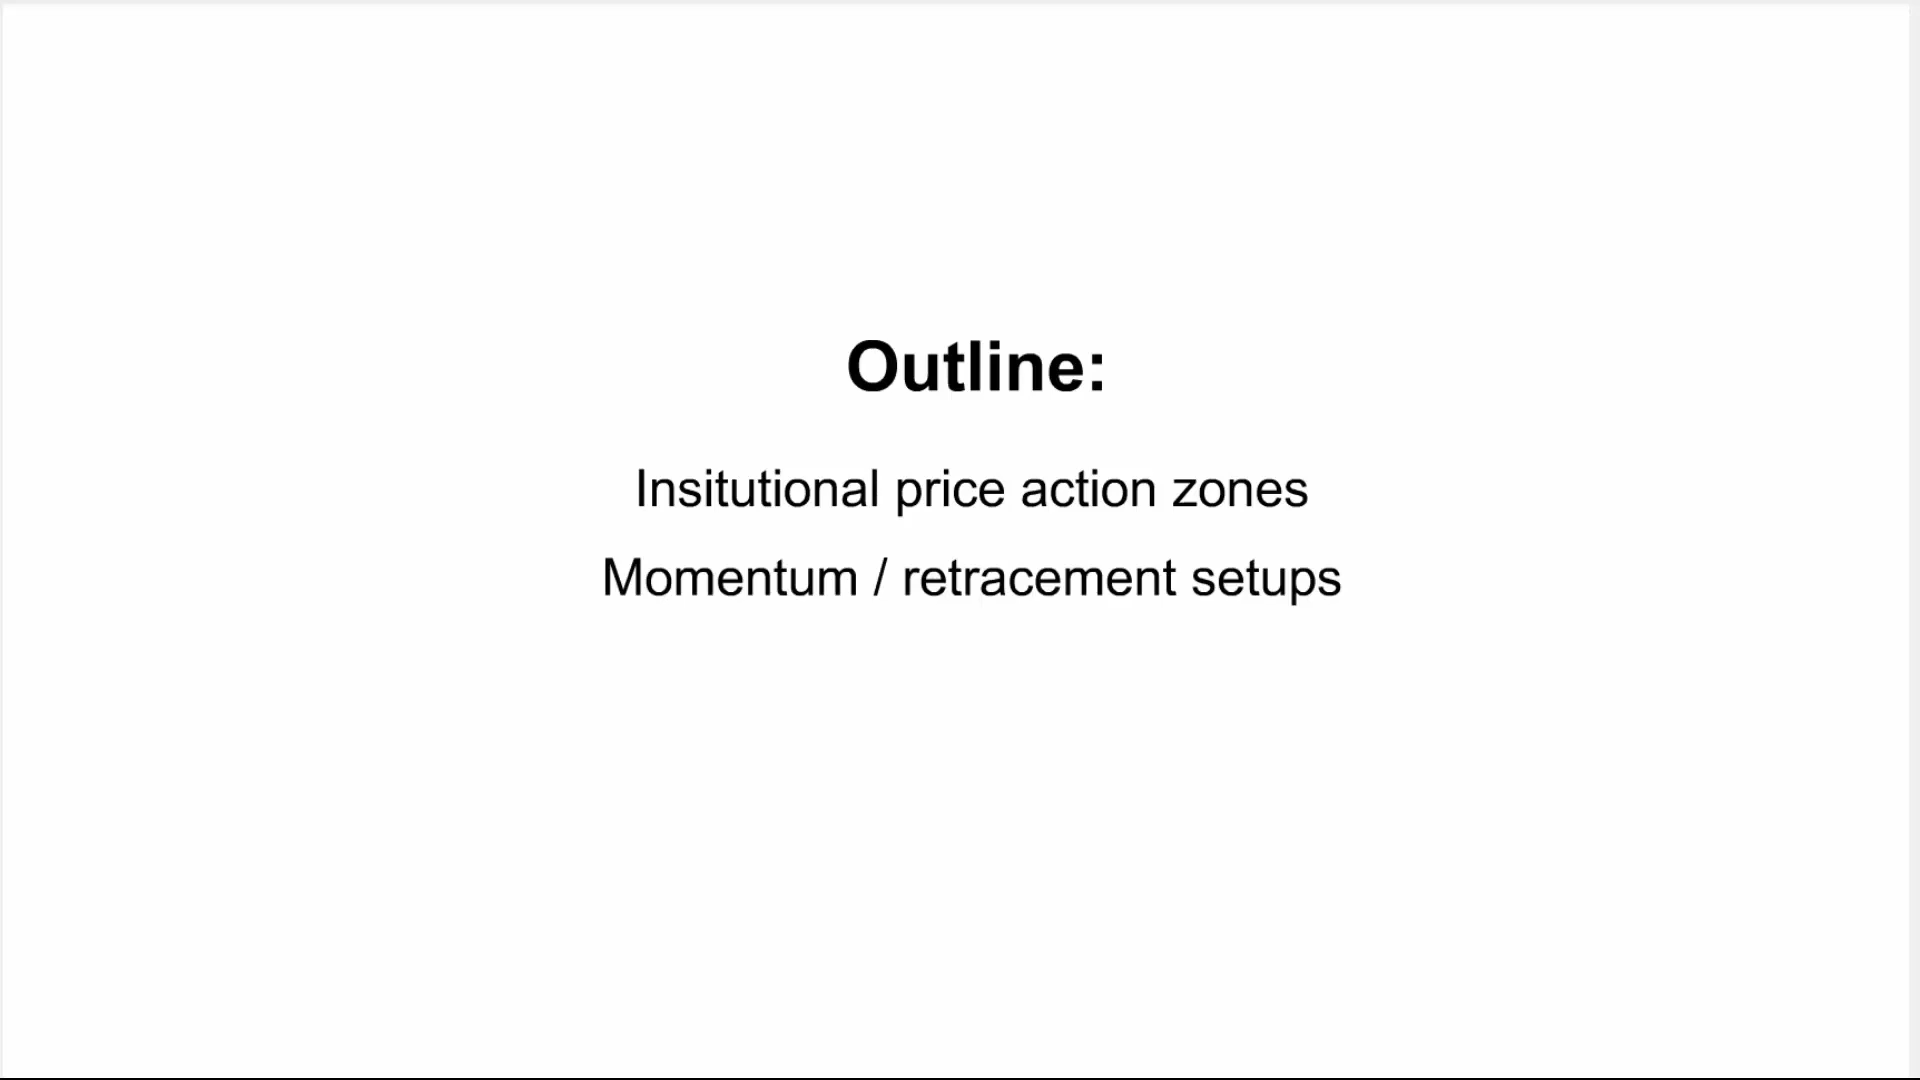 Outline:
Insitutional price action zones
Momentum / retracement setups